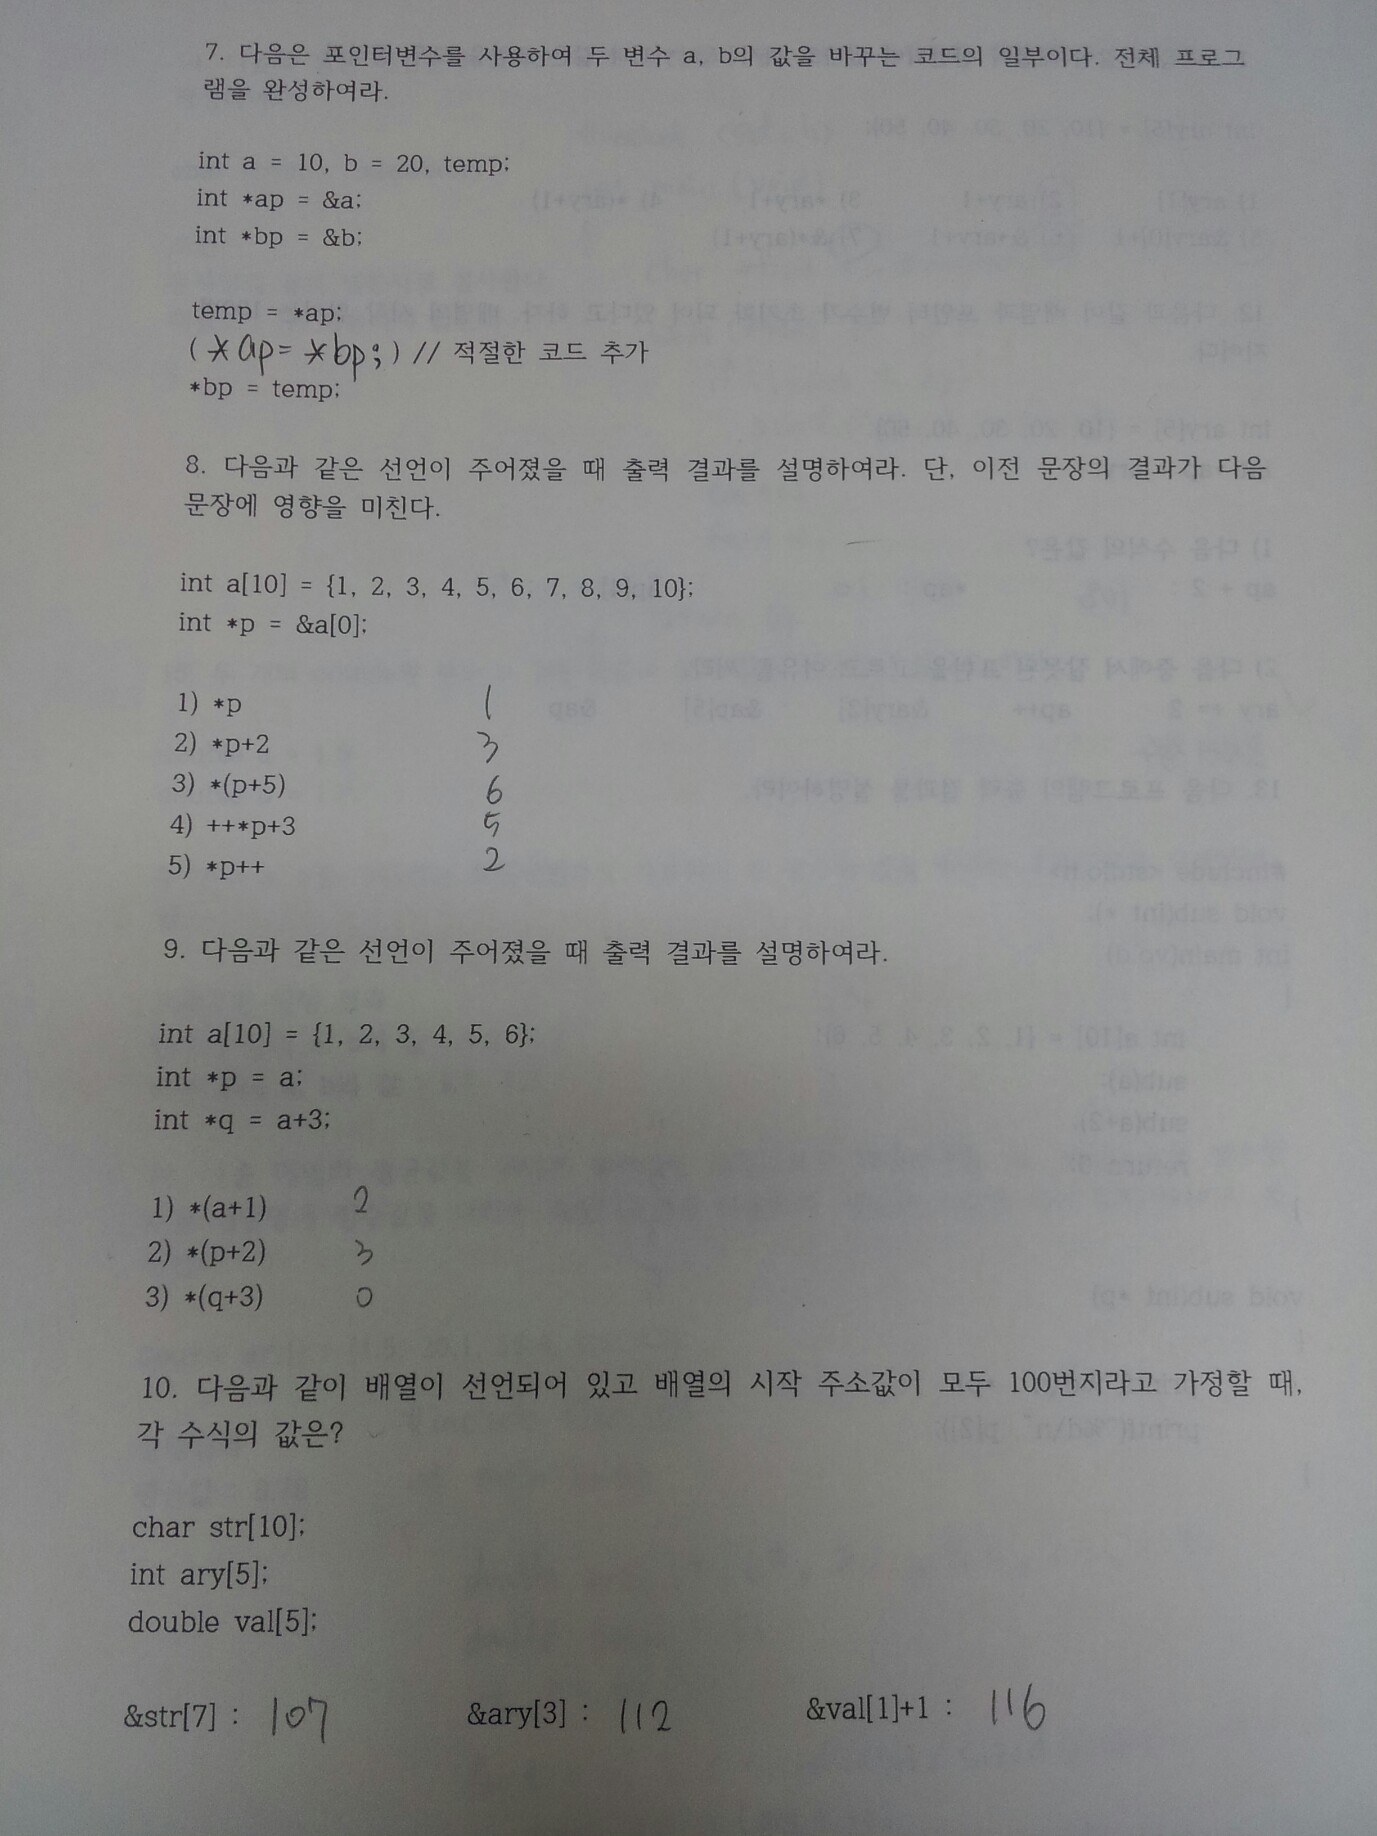 7. 다음은 포인터변수를 사용하여 두 변수 a, b의 값을 바꾸는 코드의 일부이다. 전체 프로그
램을 완성하여라.
int a = 10, b = 20, temp;
int *ap = &a;
int *bp = &b;
temp = *ap;
( *ap = *bp; ) // 적절한 코드 추가
*bp = temp;
8. 다음과 같은 선언이 주어졌을 때 출력 결과를 설명하여라. 단, 이전 문장의 결과가 다음
문장에 영향을 미친다.
int a[10] = {1, 2, 3, 4, 5, 6, 7, 8, 9, 10};
int *p = &a[0];
1) *p 1
2) *p+2 3
3) *(p+5) 6
4) ++*p+3 5
5) *p++ 2
9. 다음과 같은 선언이 주어졌을 때 출력 결과를 설명하여라.
int a[10] = {1, 2, 3, 4, 5, 6};
int *p = a;
int *q = a+3;
1) *(a+1) 2
2) *(p+2) 3
3) *(q+3) 0
10. 다음과 같이 배열이 선언되어 있고 배열의 시작 주소값이 모두 100번지라고 가정할 때,
각 수식의 값은?
char str[10];
int ary[5];
double val[5];
&str[7] : 107 &ary[3] : 112 &val[1]+1 : 116